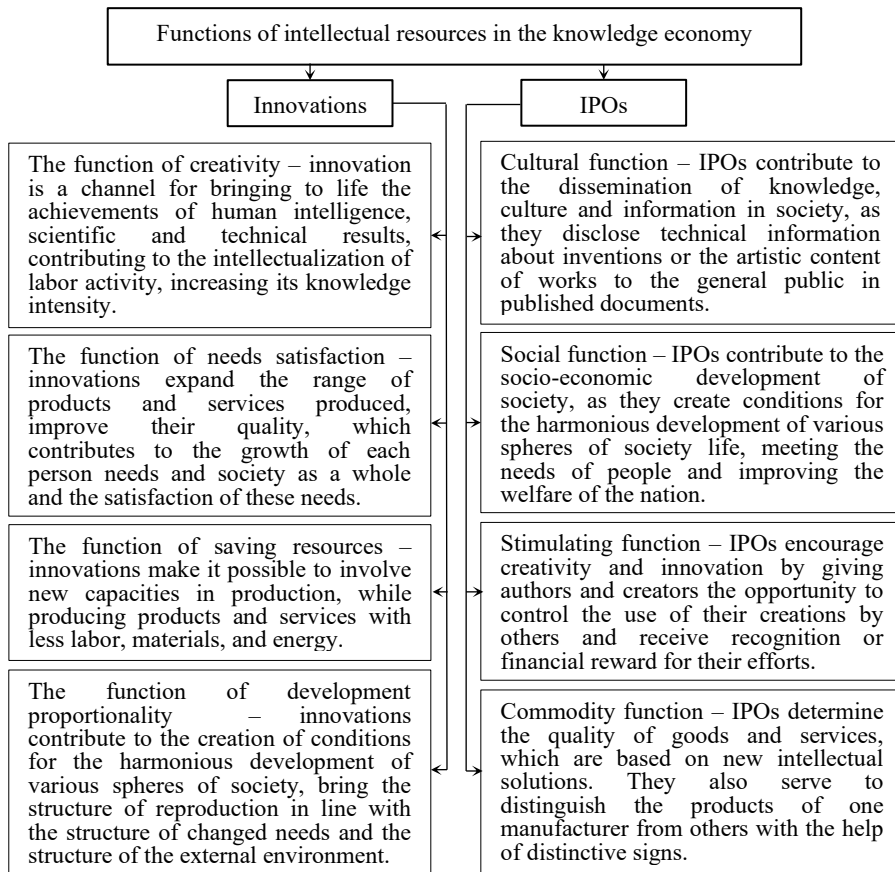 Functions of intellectual resources in the knowledge economy
Innovations
IPOs
The function of creativity – innovation
is a channel for bringing to life the
achievements of human intelligence,
scientific and technical results,
contributing to the intellectualization of
labor activity, increasing its knowledge
intensity.
The function of needs satisfaction –
innovations expand the range of
products and services produced,
improve their quality, which
contributes to the growth of each
person needs and society as a whole
and the satisfaction of these needs.
The function of saving resources –
innovations make it possible to involve
new capacities in production, while
producing products and services with
less labor, materials, and energy.
The function of development
proportionality – innovations
contribute to the creation of conditions
for the harmonious development of
various spheres of society, bring the
structure of reproduction in line with
the structure of changed needs and the
structure of the external environment.
Cultural function – IPOs contribute to
the dissemination of knowledge,
culture and information in society, as
they disclose technical information
about inventions or the artistic content
of works to the general public in
published documents.
Social function – IPOs contribute to the
socio-economic development of
society, as they create conditions for
the harmonious development of various
spheres of society life, meeting the
needs of people and improving the
welfare of the nation.
Stimulating function – IPOs encourage
creativity and innovation by giving
authors and creators the opportunity to
control the use of their creations by
others and receive recognition or
financial reward for their efforts.
Commodity function – IPOs determine
the quality of goods and services,
which are based on new intellectual
solutions. They also serve to
distinguish the products of one
manufacturer from others with the help
of distinctive signs.